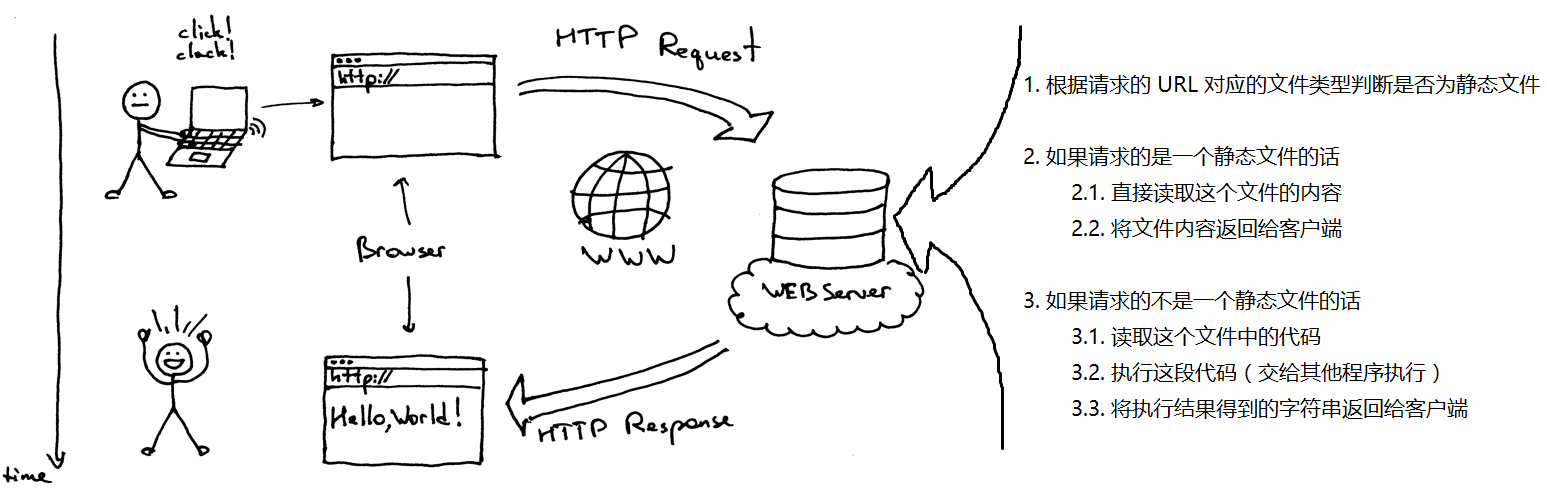 click!
clack!
http://
HTTP Request
WWW
Browser
WEB Server
http://
Hello, World!
HTTP Response
time
1. 根据请求的 URL 对应的文件类型判断是否为静态文件
2. 如果请求的是一个静态文件的话
2.1. 直接读取这个文件的内容
2.2. 将文件内容返回给客户端
3. 如果请求的不是一个静态文件的话
3.1. 读取这个文件中的代码
3.2. 执行这段代码（交给其他程序执行）
3.3. 将执行结果得到的字符串返回给客户端